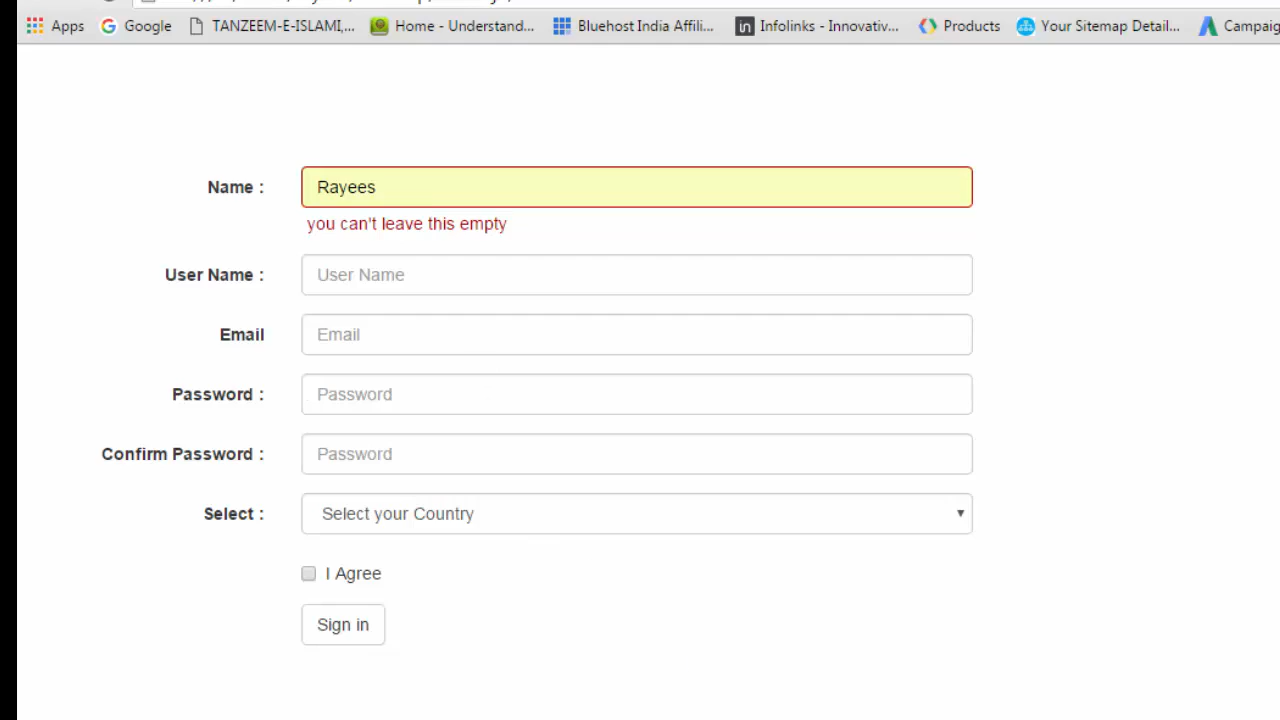 Apps Google TANZEEM-E-ISLAMI,... Home - Understand... Bluehost India Affili... Infolinks - Innovativ... Products Your Sitemap Detail... Campaig
Name : Rayees
you can't leave this empty
User Name : User Name
Email Email
Password : Password
Confirm Password : Password
Select : Select your Country
I Agree
Sign in